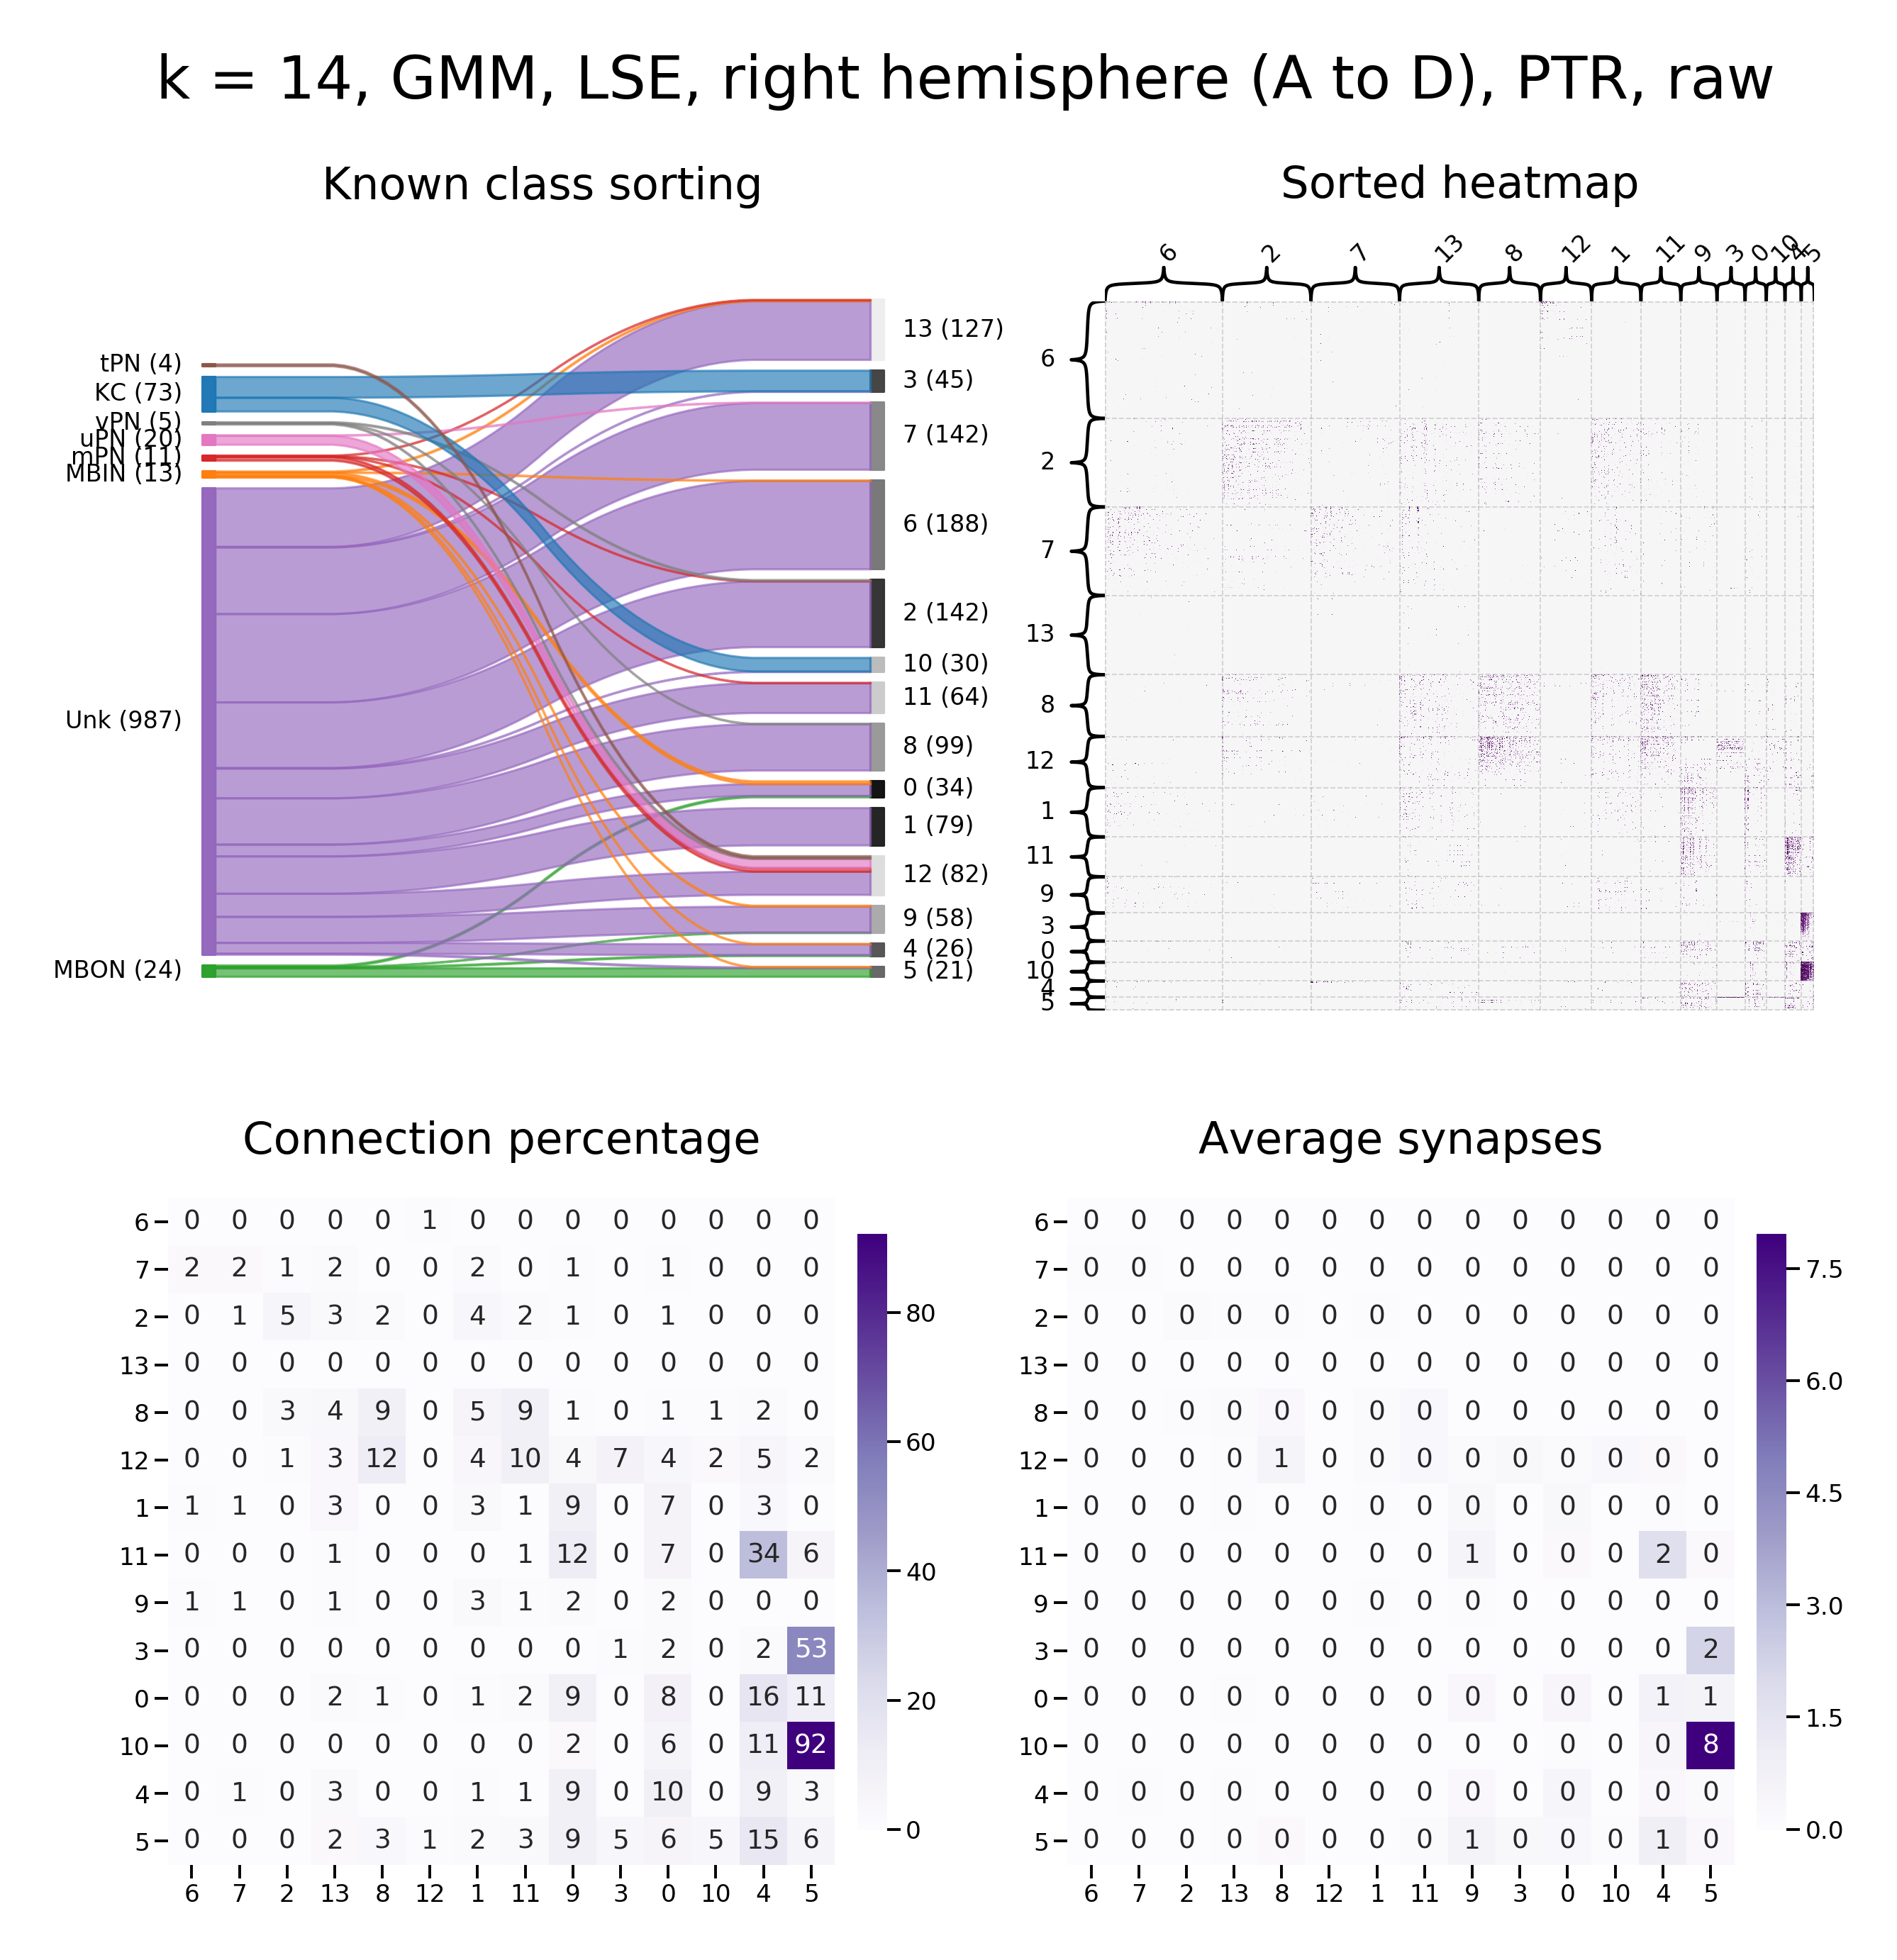 k = 14, GMM, LSE, right hemisphere (A to D), PTR, raw
Known class sorting
tPN (4)
KC (73)
vPN (5)
uPN (20)
mPN (11)
MBIN (13)
Unk (987)
MBON (24)
13 (127)
3 (45)
7 (142)
6 (188)
2 (142)
10 (30)
11 (64)
8 (99)
0 (34)
1 (79)
12 (82)
9 (58)
4 (26)
5 (21)
Sorted heatmap
6 2 7 13 8 12 1 11 9 3 0 10 4 5
6
2
7
13
8
12
1
11
9
3
0
10
4
5
Connection percentage
6 0 0 0 0 0 1 0 0 0 0 0 0 0 0
7 2 2 1 2 0 0 2 0 1 0 1 0 0 0
2 0 1 5 3 2 0 4 2 1 0 1 0 0 0
13 0 0 0 0 0 0 0 0 0 0 0 0 0 0
8 0 0 3 4 9 0 5 9 1 0 1 1 2 0
12 0 0 1 3 12 0 4 10 4 7 4 2 5 2
1 1 1 0 3 0 0 3 1 9 0 7 0 3 0
11 0 0 0 1 0 0 0 1 12 0 7 0 34 6
9 1 1 0 1 0 0 3 1 2 0 2 0 0 0
3 0 0 0 0 0 0 0 0 0 1 2 0 2 53
0 0 0 0 2 1 0 1 2 9 0 8 0 16 11
10 0 0 0 0 0 0 0 0 2 0 6 0 11 92
4 0 1 0 3 0 0 1 1 9 0 10 0 9 3
5 0 0 0 2 3 1 2 3 9 5 6 5 15 6
6 7 2 13 8 12 1 11 9 3 0 10 4 5
80
60
40
20
0
Average synapses
6 0 0 0 0 0 0 0 0 0 0 0 0 0 0
7 0 0 0 0 0 0 0 0 0 0 0 0 0 0
2 0 0 0 0 0 0 0 0 0 0 0 0 0 0
13 0 0 0 0 0 0 0 0 0 0 0 0 0 0
8 0 0 0 0 0 0 0 0 0 0 0 0 0 0
12 0 0 0 0 1 0 0 0 0 0 0 0 0 0
1 0 0 0 0 0 0 0 0 0 0 0 0 0 0
11 0 0 0 0 0 0 0 0 1 0 0 0 2 0
9 0 0 0 0 0 0 0 0 0 0 0 0 0 0
3 0 0 0 0 0 0 0 0 0 0 0 0 0 2
0 0 0 0 0 0 0 0 0 0 0 0 0 1 1
10 0 0 0 0 0 0 0 0 0 0 0 0 0 8
4 0 0 0 0 0 0 0 0 0 0 0 0 0 0
5 0 0 0 0 0 0 0 0 1 0 0 0 1 0
6 7 2 13 8 12 1 11 9 3 0 10 4 5
7.5
6.0
4.5
3.0
1.5
0.0